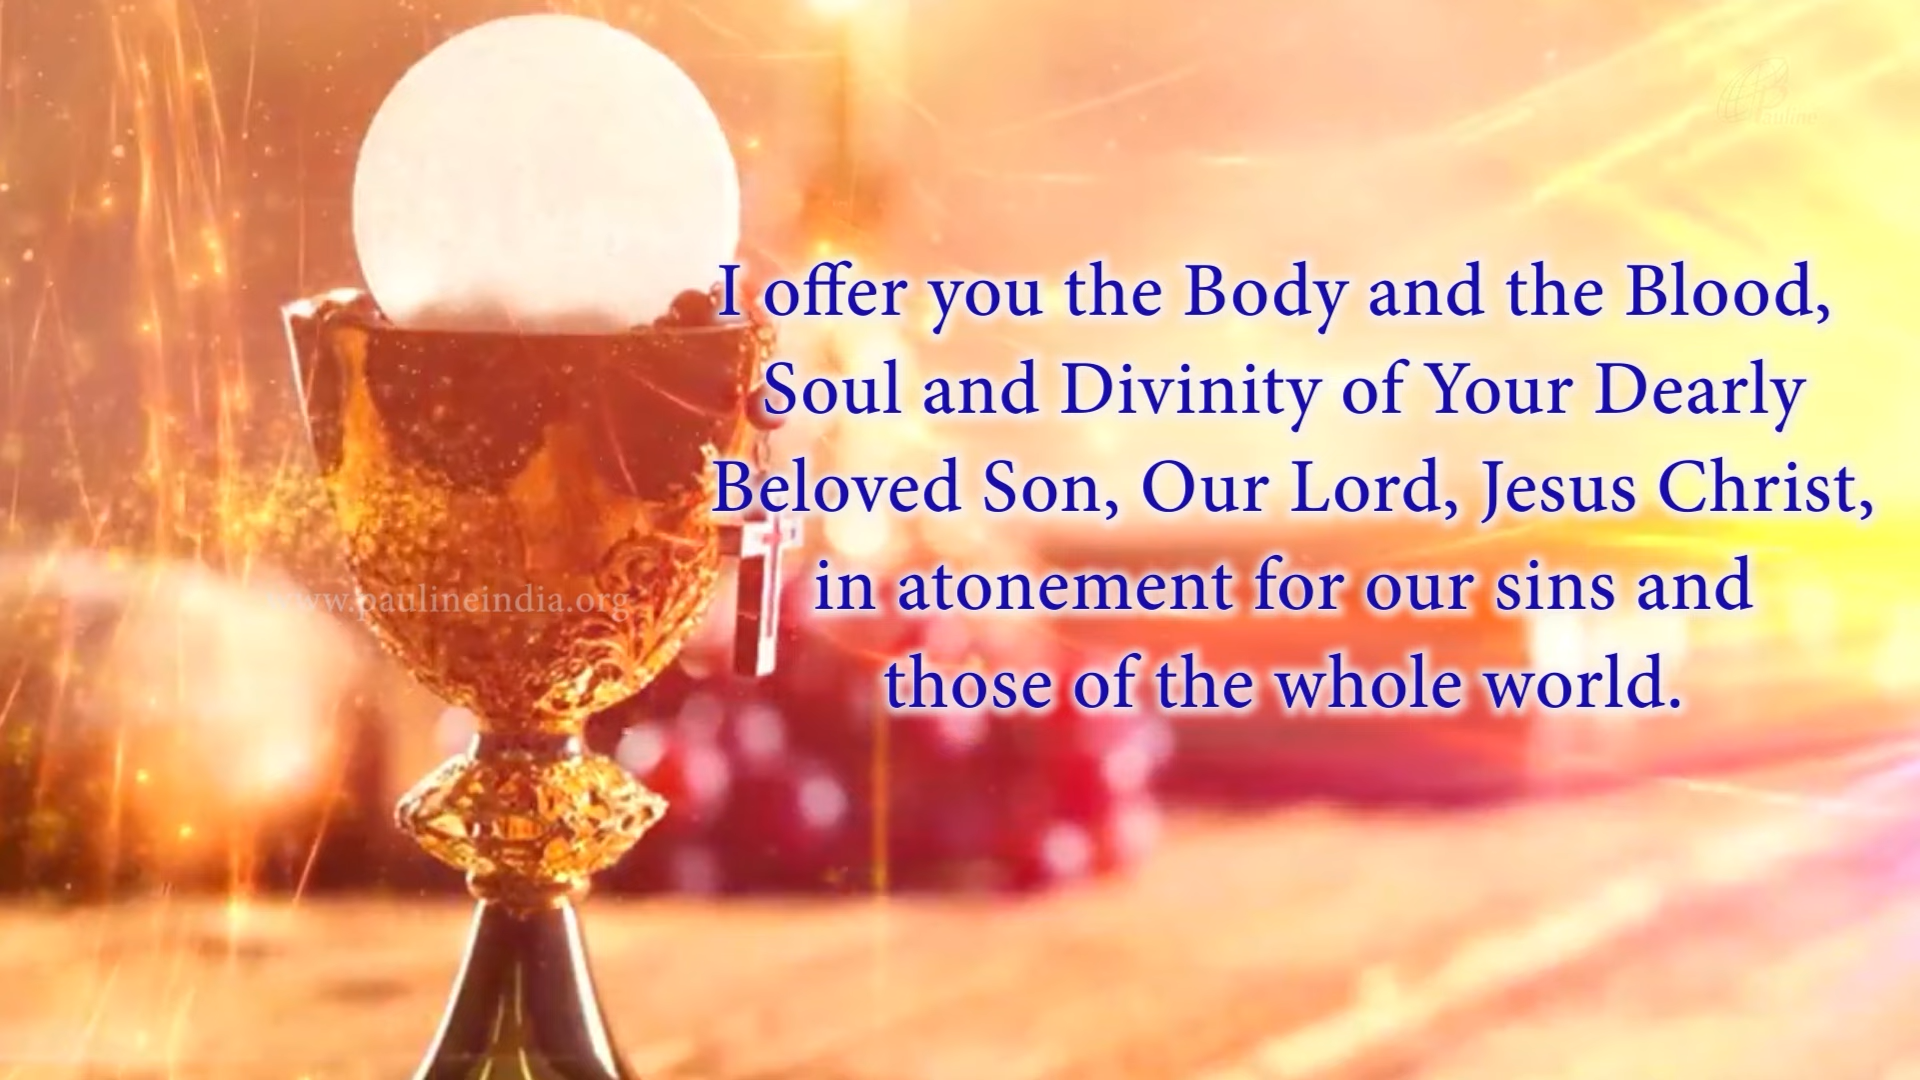 I offer you the Body and the Blood,
Soul and Divinity of Your Dearly
Beloved Son, Our Lord, Jesus Christ,
in atonement for our sins and
those of the whole world.
www.paulineindia.org
Pauline